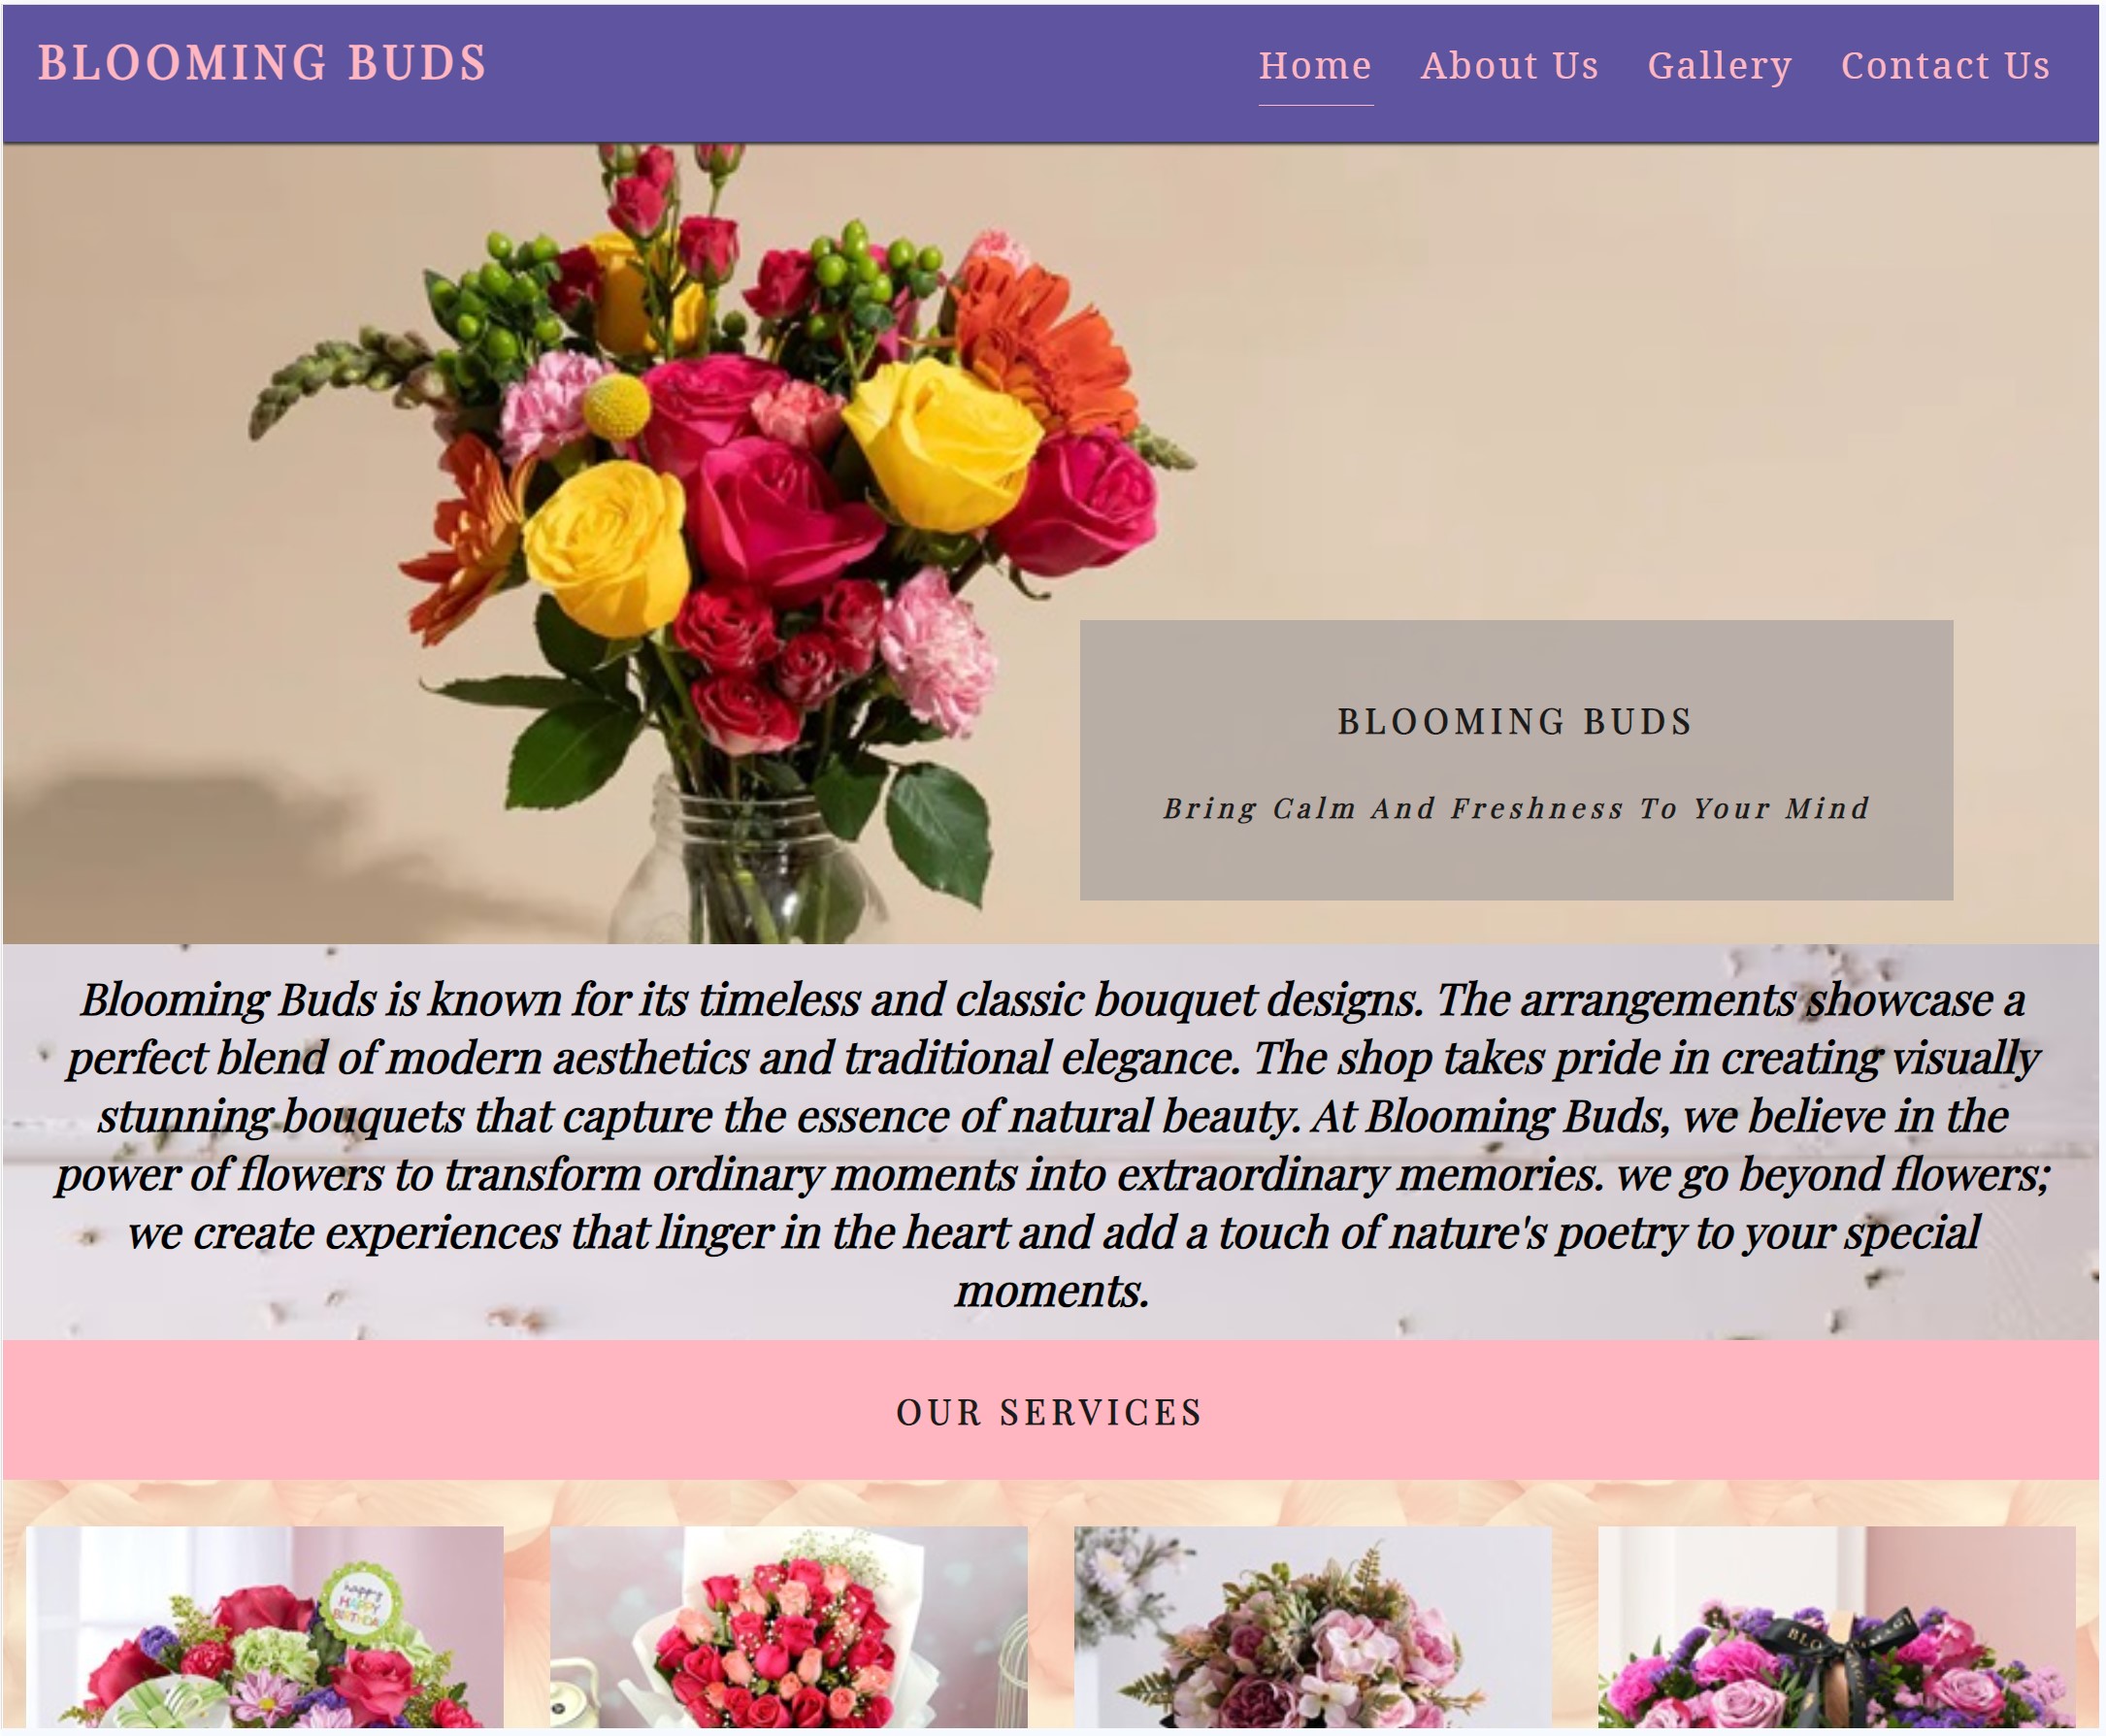 BLOOMING BUDS
Home About Us Gallery Contact Us
BLOOMING BUDS
Bring Calm And Freshness To Your Mind
Blooming Buds is known for its timeless and classic bouquet designs. The arrangements showcase a
perfect blend of modern aesthetics and traditional elegance. The shop takes pride in creating visually
stunning bouquets that capture the essence of natural beauty. At Blooming Buds, we believe in the
power of flowers to transform ordinary moments into extraordinary memories. we go beyond flowers;
we create experiences that linger in the heart and add a touch of nature's poetry to your special
moments.
OUR SERVICES
happy
HAPPY
BIRTHDAY